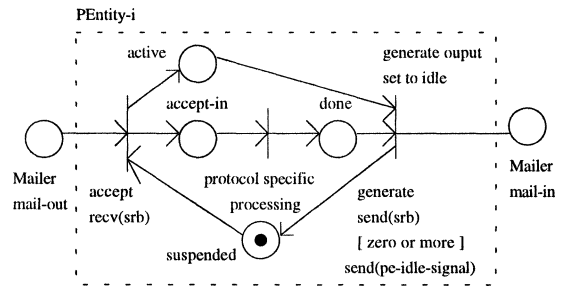 PEntity-i
active
generate ouput
set to idle
accept-in
done
Mailer
mail-out
accept
recv(srb)
protocol specific
processing
generate
send(srb)
[ zero or more ]
send(pe-idle-signal)
Mailer
mail-in
suspended